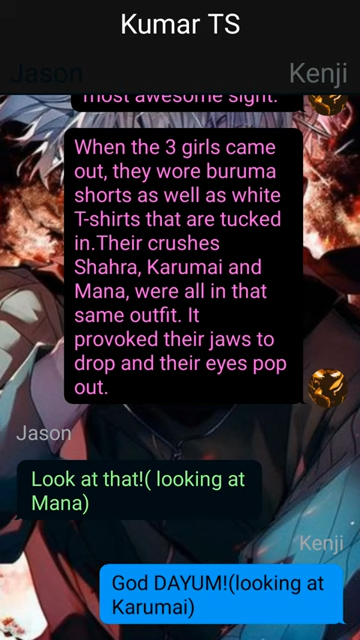 Kumar TS
Jason
Kenji
most awesome sight.
When the 3 girls came
out, they wore buruma
shorts as well as white
T-shirts that are tucked
in.Their crushes
Shahra, Karumai and
Mana, were all in that
same outfit. It
provoked their jaws to
drop and their eyes pop
out.
Jason
Look at that!( looking at
Mana)
Kenji
God DAYUM!(looking at
Karumai)